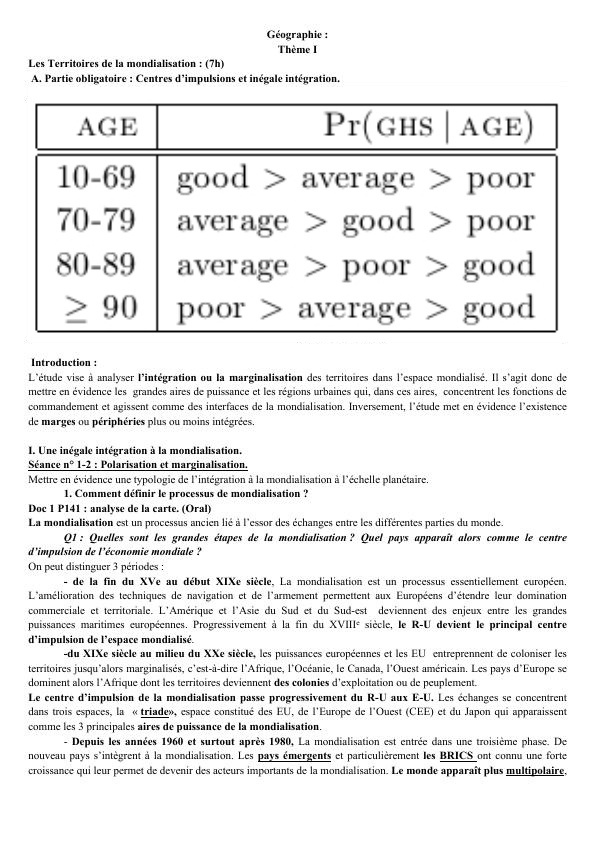 Géographie :
Thème I
Les Territoires de la mondialisation : (7h)
A. Partie obligatoire : Centres d'impulsions et inégale intégration.
AGE Pr(GHS | AGE)
10-69 good > average > poor
70-79 average > good > poor
80-89 average > poor > good
≥ 90 poor > average > good
Introduction :
L'étude vise à analyser l'intégration ou la marginalisation des territoires dans l'espace mondialisé. Il s'agit donc de
mettre en évidence les grandes aires de puissance et les régions urbaines qui, dans ces aires, concentrent les fonctions de
commandement et agissent comme des interfaces de la mondialisation. Inversement, l'étude met en évidence l'existence
de marges ou périphéries plus ou moins intégrées.
I. Une inégale intégration à la mondialisation.
Séance n° 1-2 : Polarisation et marginalisation.
Mettre en évidence une typologie de l'intégration à la mondialisation à l'échelle planétaire.
1. Comment définir le processus de mondialisation ?
Doc 1 P141 : analyse de la carte. (Oral)
La mondialisation est un processus ancien lié à l'essor des échanges entre les différentes parties du monde.
Q1 : Quelles sont les grandes étapes de la mondialisation ? Quel pays apparaît alors comme le centre
d'impulsion de l'économie mondiale ?
On peut distinguer 3 périodes :
- de la fin du XVe au début XIXe siècle, La mondialisation est un processus essentiellement européen.
L'amélioration des techniques de navigation et de l'armement permettent aux Européens d'étendre leur domination
commerciale et territoriale. L'Amérique et l'Asie du Sud et du Sud-est deviennent des enjeux entre les grandes
puissances maritimes européennes. Progressivement à la fin du XVIIIe siècle, le R-U devient le principal centre
d'impulsion de l'espace mondialisé.
-du XIXe siècle au milieu du XXe siècle, les puissances européennes et les EU entreprennent de coloniser les
territoires jusqu'alors marginalisés, c'est-à-dire l'Afrique, l'Océanie, le Canada, l'Ouest américain. Les pays d'Europe se
dominent alors l'Afrique dont les territoires deviennent des colonies d'exploitation ou de peuplement.
Le centre d'impulsion de la mondialisation passe progressivement du R-U aux E-U. Les échanges se concentrent
dans trois espaces, la « triade», espace constitué des EU, de l'Europe de l'Ouest (CEE) et du Japon qui apparaissent
comme les 3 principales aires de puissance de la mondialisation.
- Depuis les années 1960 et surtout après 1980, La mondialisation est entrée dans une troisième phase. De
nouveau pays s'intègrent à la mondialisation. Les pays émergents et particulièrement les BRICS ont connu une forte
croissance qui leur permet de devenir des acteurs importants de la mondialisation. Le monde apparaît plus multipolaire,